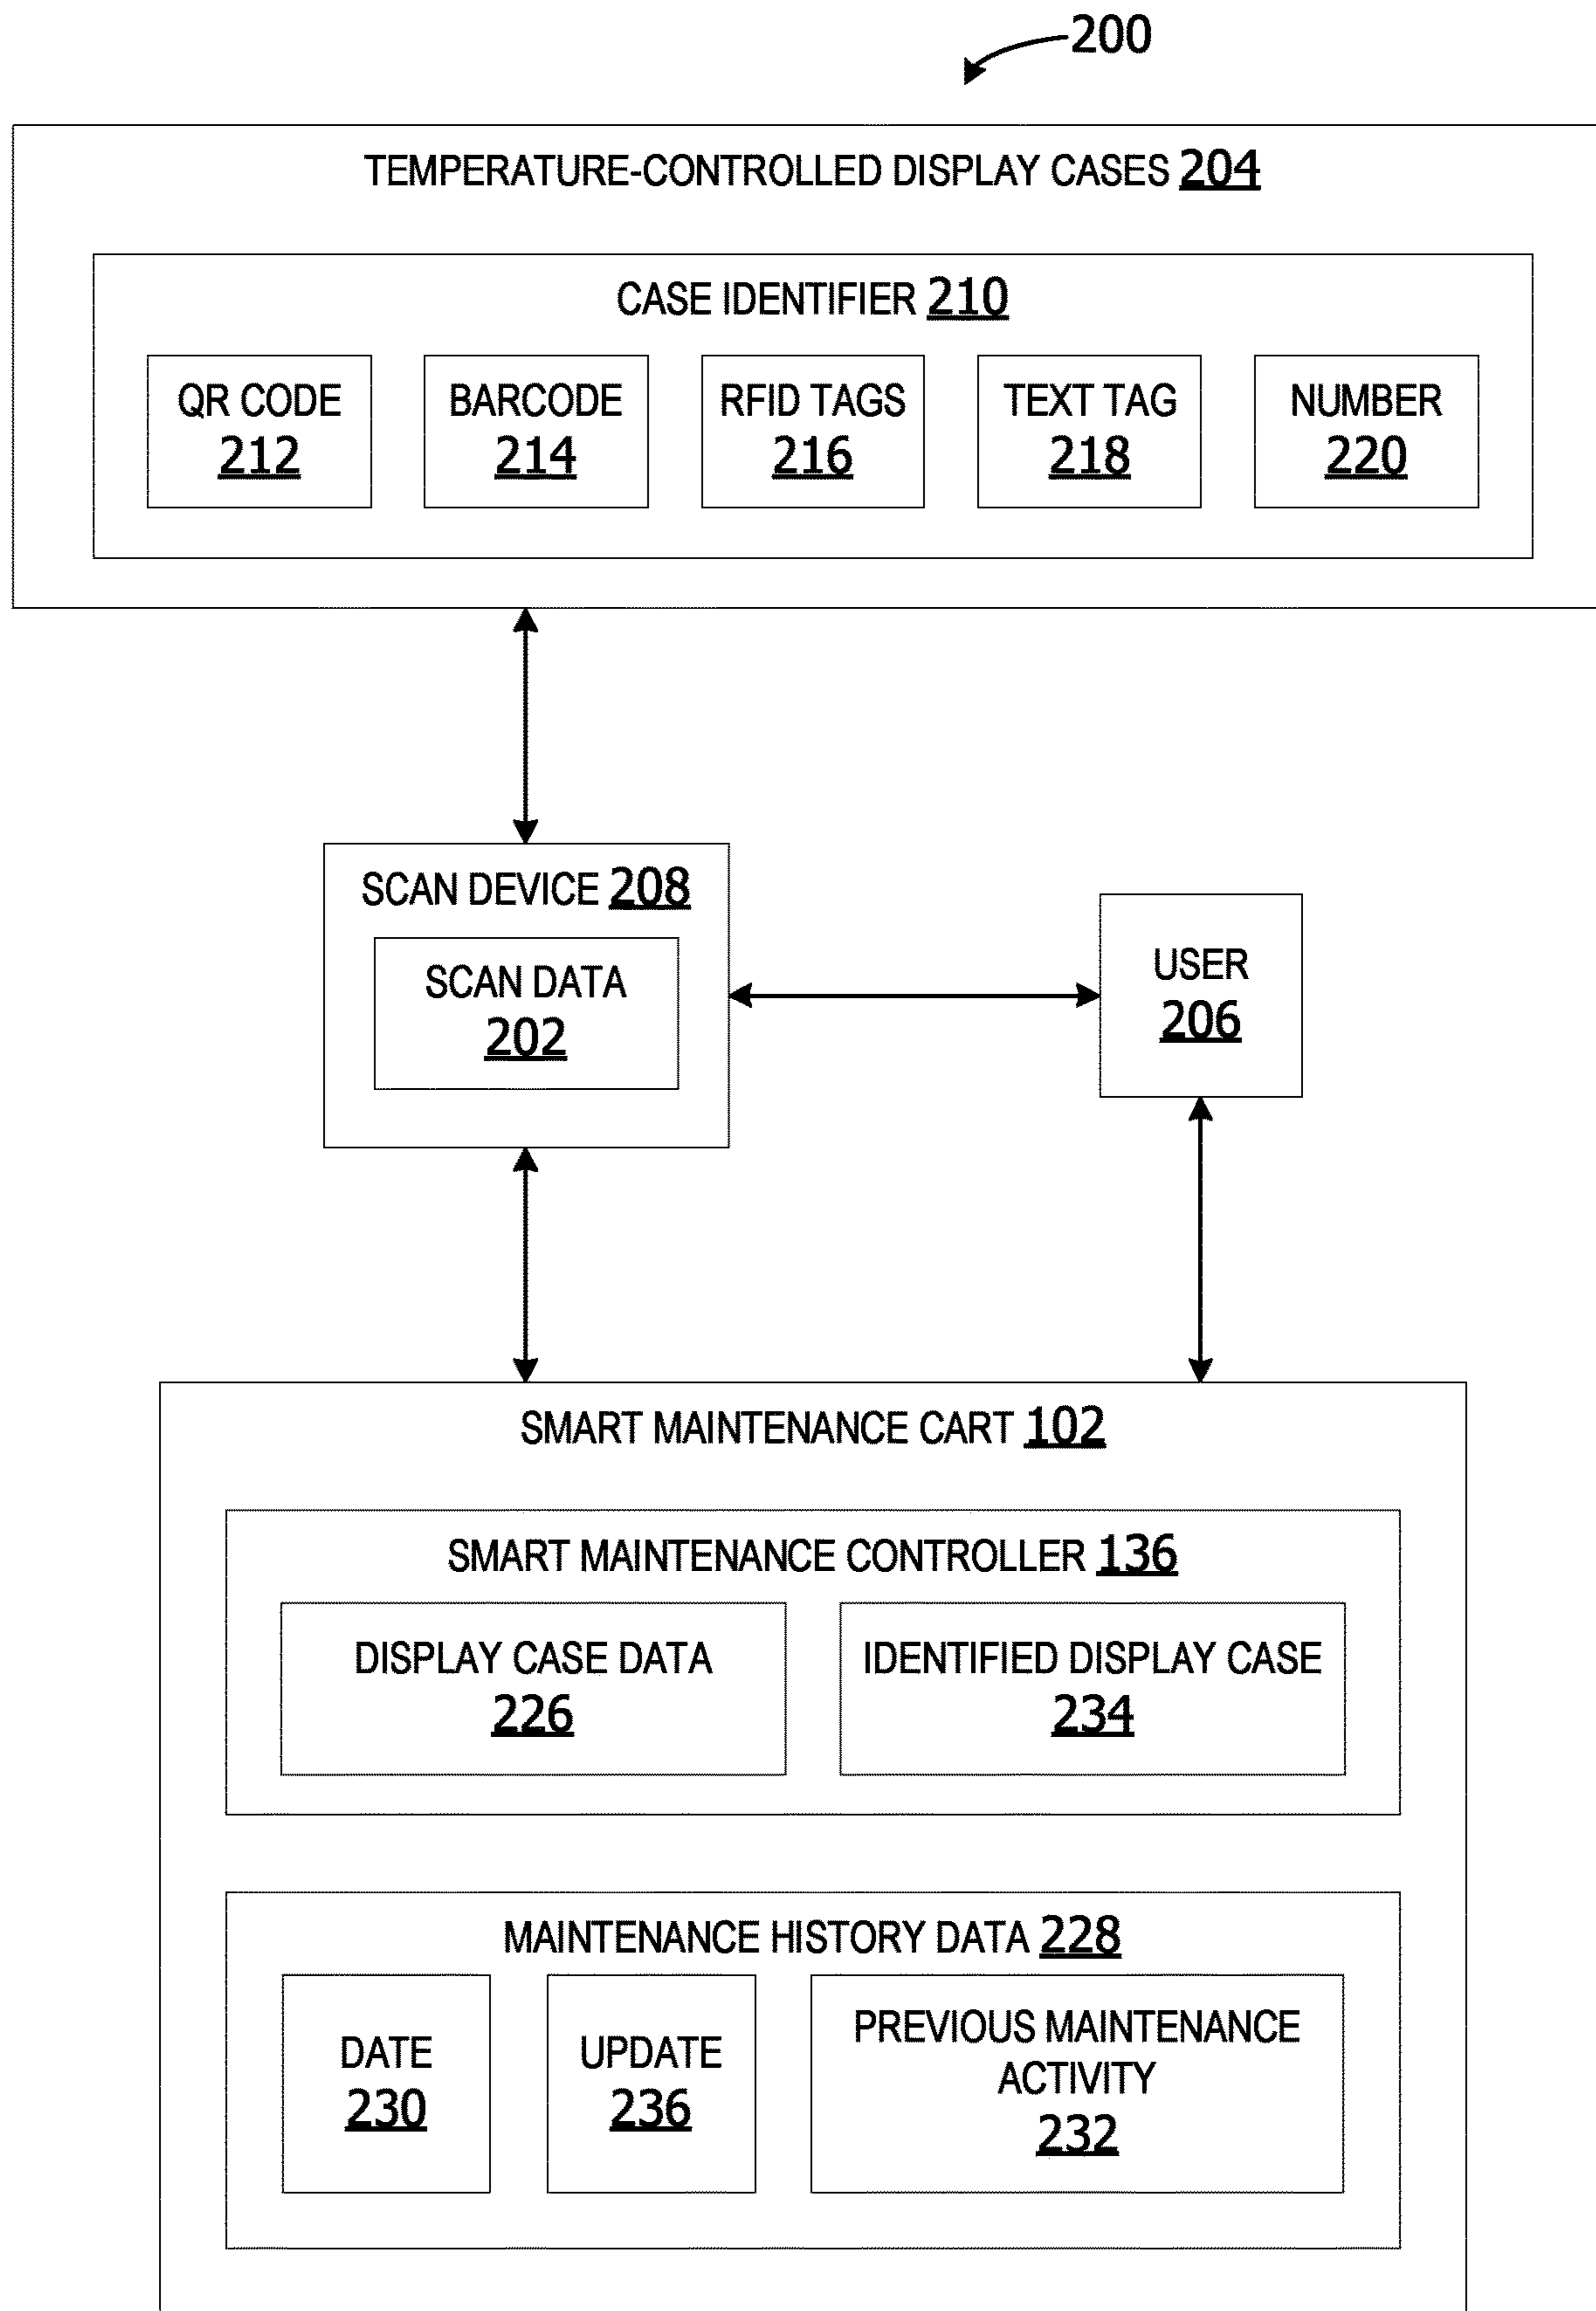 200
TEMPERATURE-CONTROLLED DISPLAY CASES 204
CASE IDENTIFIER 210
QR CODE
212
BARCODE
214
RFID TAGS
216
TEXT TAG
218
NUMBER
220
SCAN DEVICE 208
SCAN DATA
202
USER
206
SMART MAINTENANCE CART 102
SMART MAINTENANCE CONTROLLER 136
DISPLAY CASE DATA
226
IDENTIFIED DISPLAY CASE
234
MAINTENANCE HISTORY DATA 228
DATE
230
UPDATE
236
PREVIOUS MAINTENANCE
ACTIVITY
232